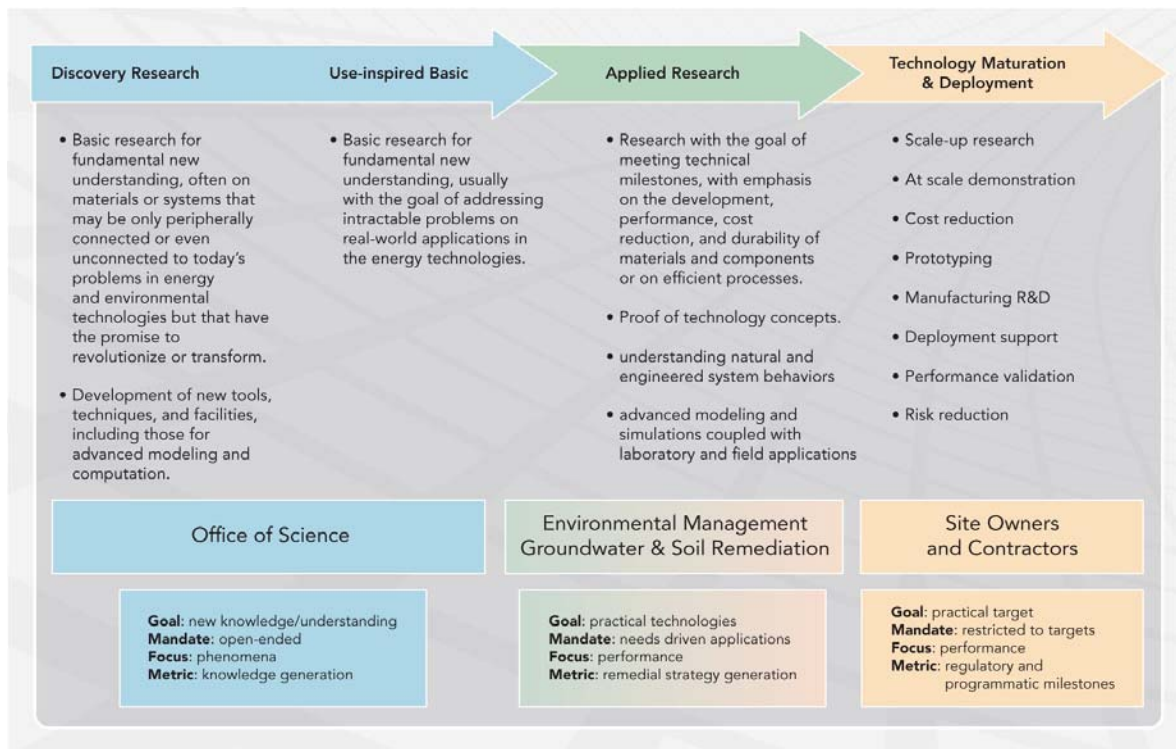 Discovery Research
Use-inspired Basic
Applied Research
Technology Maturation
& Deployment
• Basic research for
fundamental new
understanding, often on
materials or systems that
may be only peripherally
connected or even
unconnected to today's
problems in energy
and environmental
technologies but that have
the promise to
revolutionize or transform.
• Development of new tools,
techniques, and facilities,
including those for
advanced modeling and
computation.
• Basic research for
fundamental new
understanding, usually
with the goal of addressing
intractable problems on
real-world applications in
the energy technologies.
• Research with the goal of
meeting technical
milestones, with emphasis
on the development,
performance, cost
reduction, and durability of
materials and components
or on efficient processes.
• Proof of technology concepts.
• understanding natural and
engineered system behaviors
• advanced modeling and
simulations coupled with
laboratory and field applications
• Scale-up research
• At scale demonstration
• Cost reduction
• Prototyping
• Manufacturing R&D
• Deployment support
• Performance validation
• Risk reduction
Office of Science
Environmental Management
Groundwater & Soil Remediation
Site Owners
and Contractors
Goal: new knowledge/understanding
Mandate: open-ended
Focus: phenomena
Metric: knowledge generation
Goal: practical technologies
Mandate: needs driven applications
Focus: performance
Metric: remedial strategy generation
Goal: practical target
Mandate: restricted to targets
Focus: performance
Metric: regulatory and
programmatic milestones